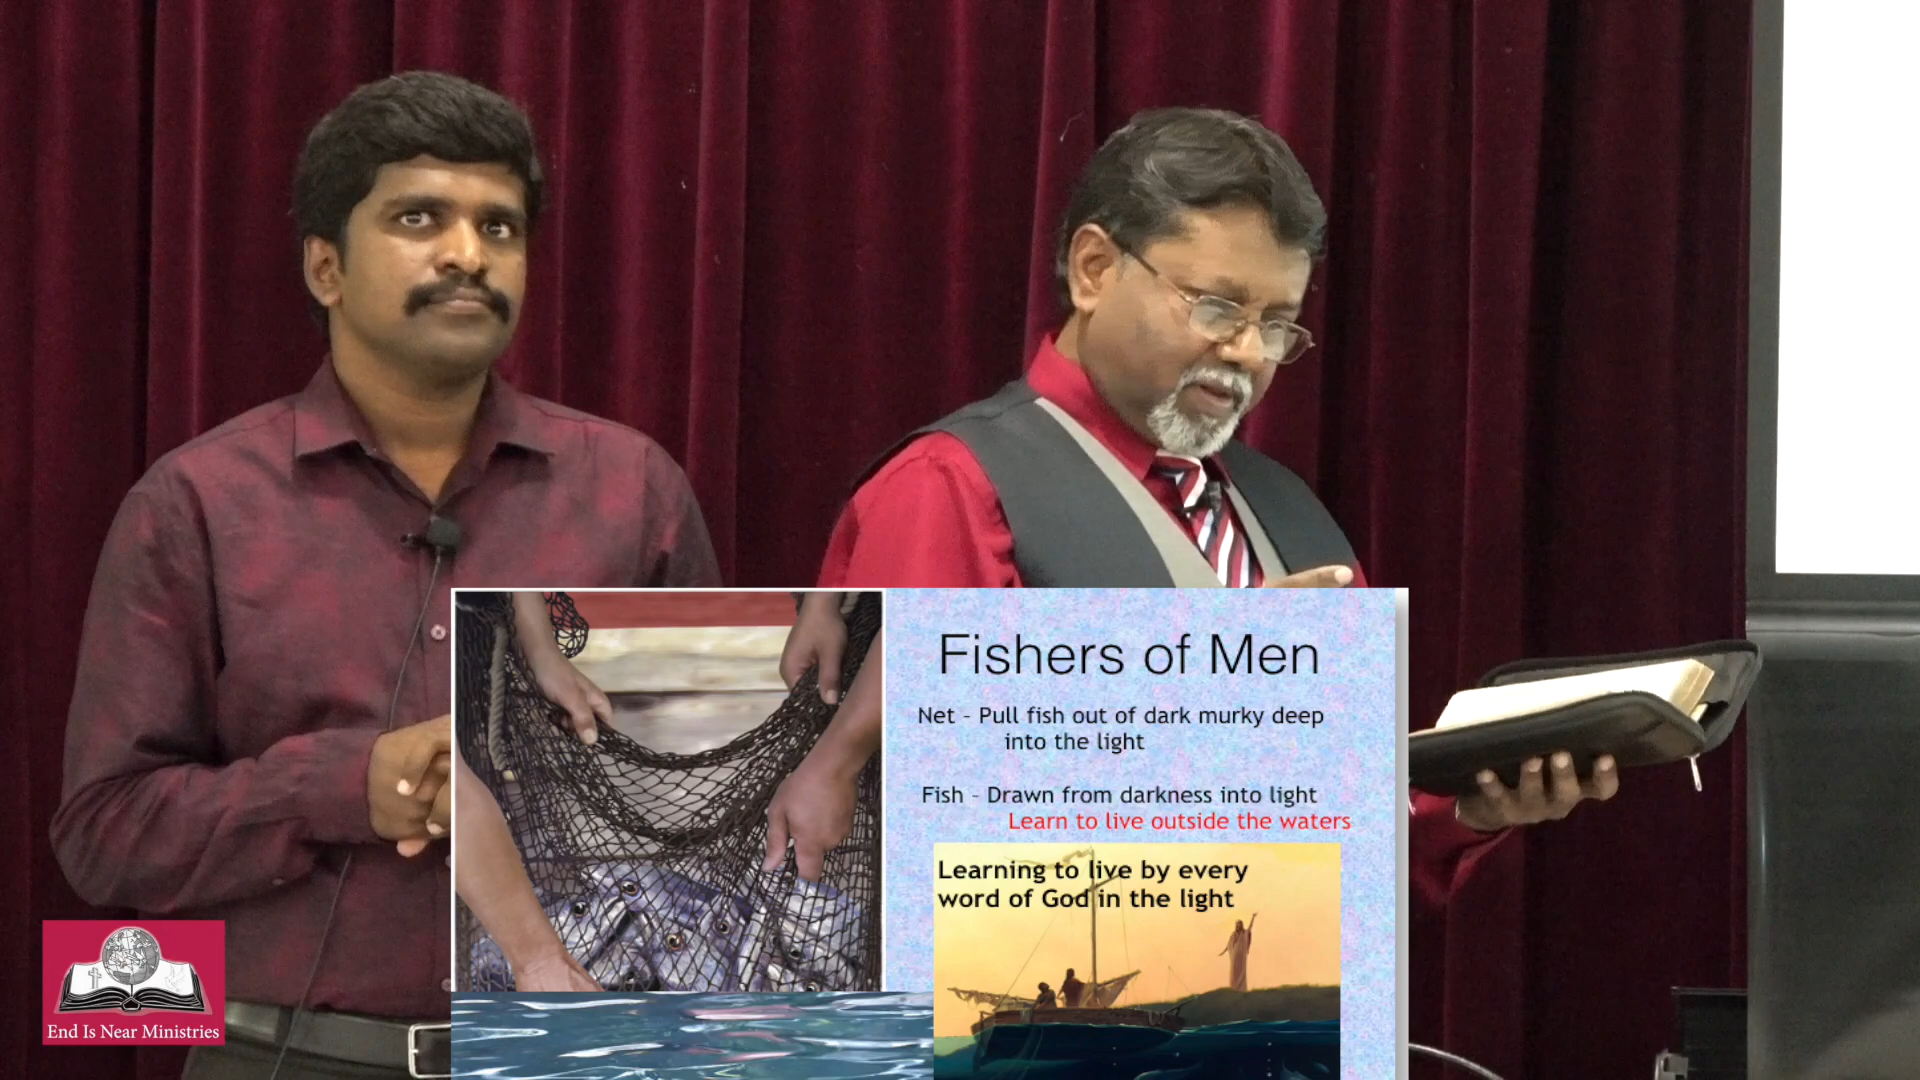 Fishers of Men
Net - Pull fish out of dark murky deep
into the light
Fish - Drawn from darkness into light
Learn to live outside the waters
Learning to live by every
word of God in the light
End Is Near Ministries